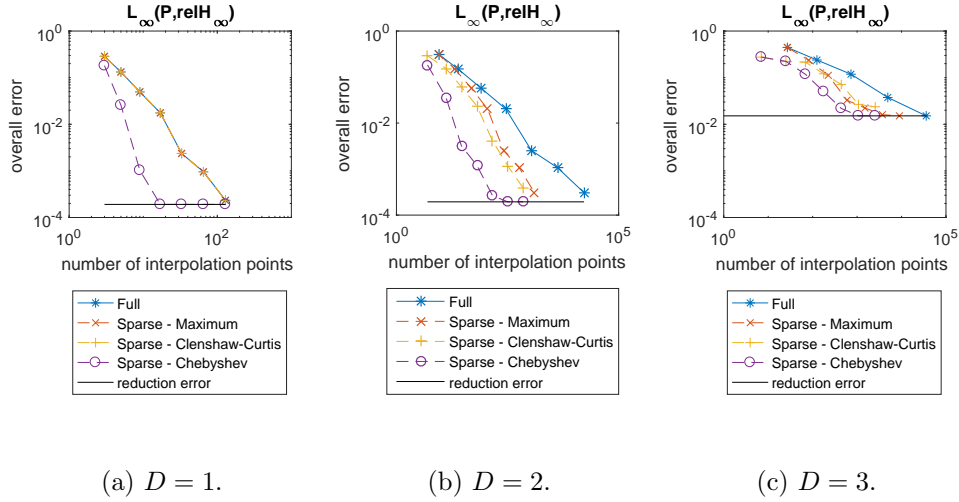 L∞(P,relH∞)
10^0
10^-2
10^-4
overall error
10^0
10^2
number of interpolation points
Full
Sparse - Maximum
Sparse - Clenshaw-Curtis
Sparse - Chebyshev
reduction error
(a) D = 1.
L∞(P,relH∞)
10^0
10^-2
10^-4
overall error
10^0
10^5
number of interpolation points
Full
Sparse - Maximum
Sparse - Clenshaw-Curtis
Sparse - Chebyshev
reduction error
(b) D = 2.
L∞(P,relH∞)
10^0
10^-2
10^-4
overall error
10^0
10^5
number of interpolation points
Full
Sparse - Maximum
Sparse - Clenshaw-Curtis
Sparse - Chebyshev
reduction error
(c) D = 3.